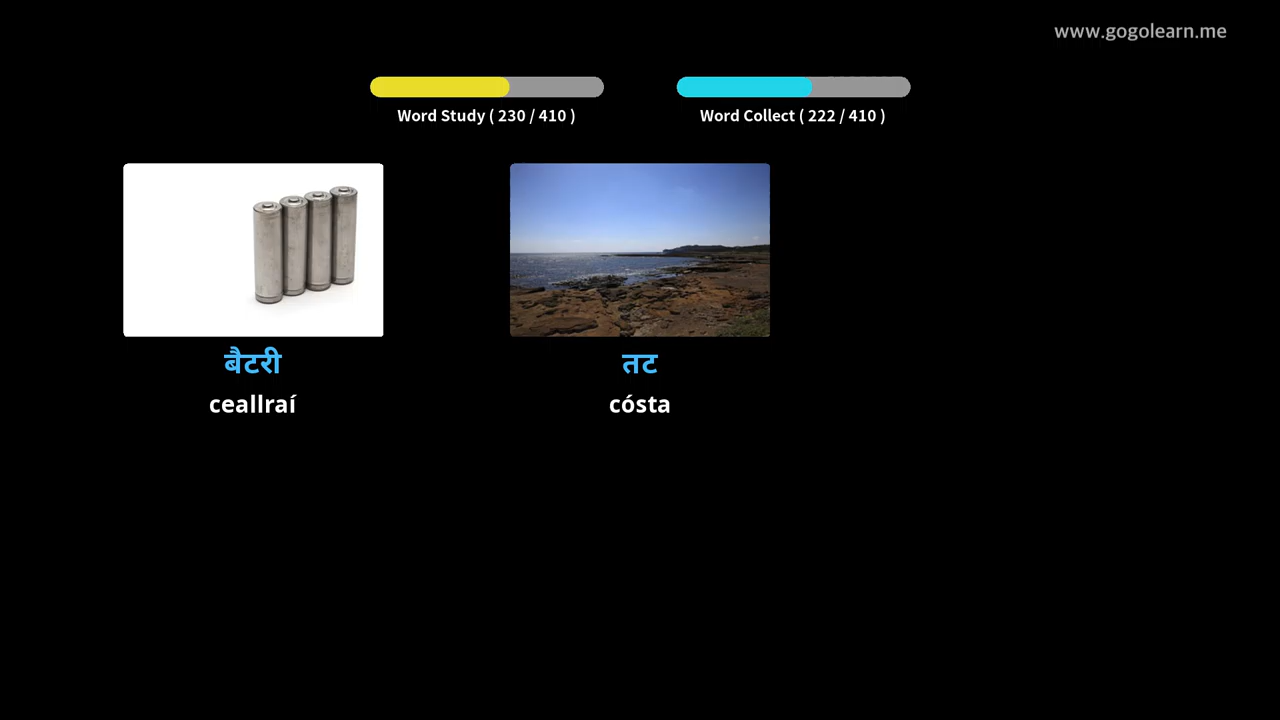 www.gogolearn.me
Word Study ( 230 / 410 )
Word Collect ( 222 / 410 )
बैटरी
ceallraí
तट
cósta